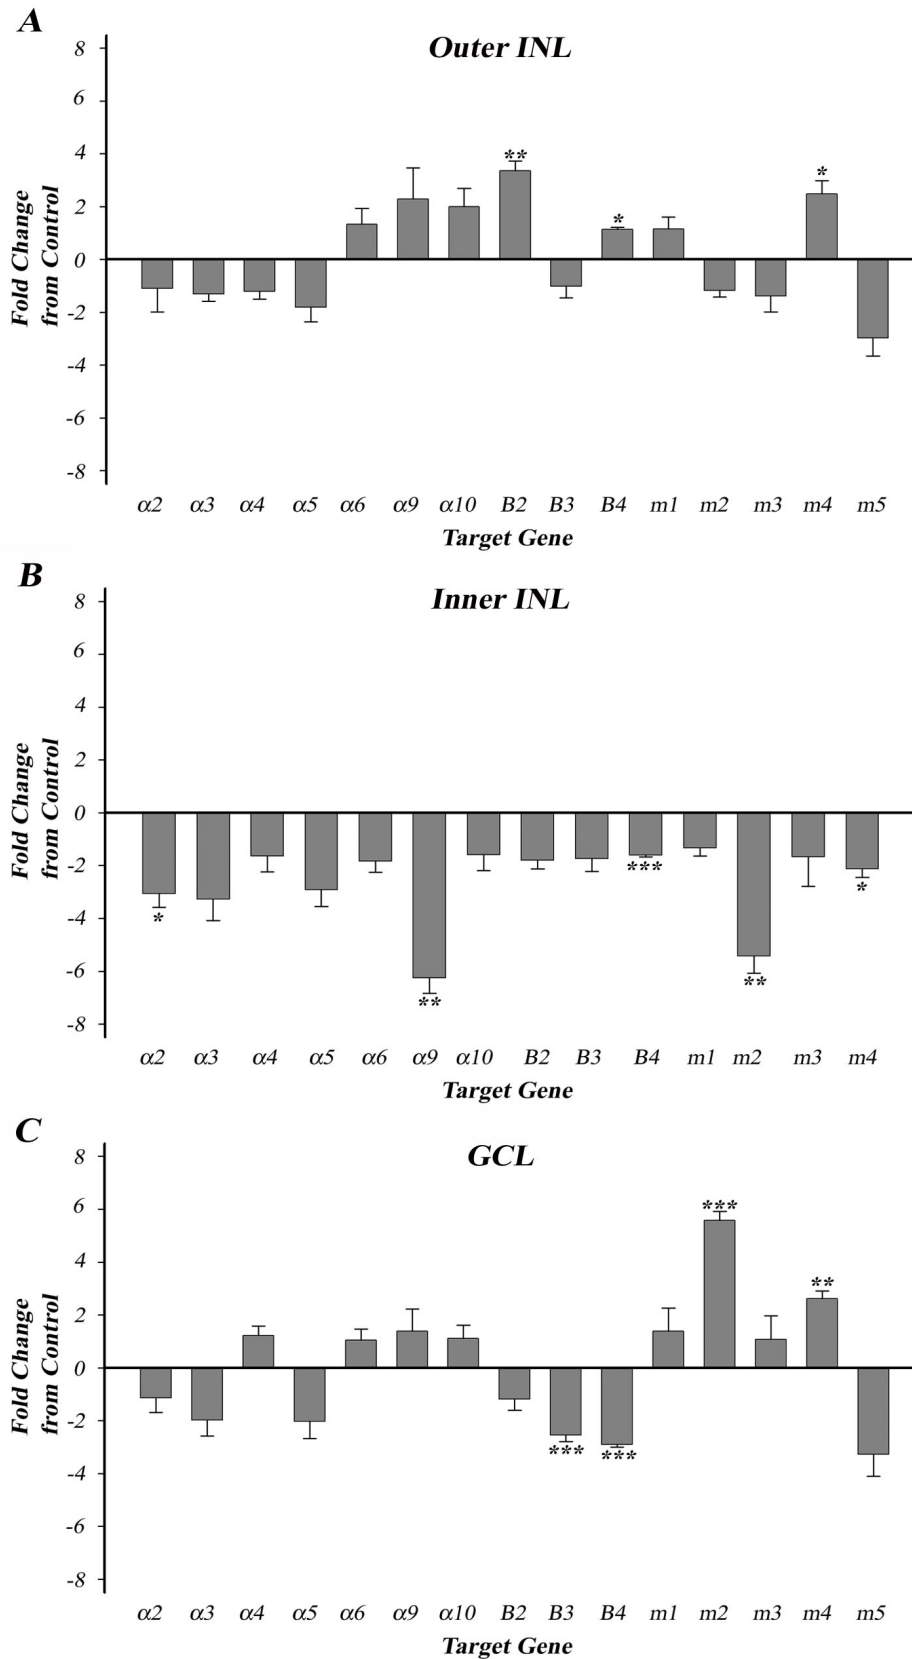 A
Outer INL
8
6
4
2
0
-2
-4
-6
-8
Fold Change
from Control
**
*
*
α2 α3 α4 α5 α6 α9 α10 B2 B3 B4 m1 m2 m3 m4 m5
Target Gene
B
Inner INL
8
6
4
2
0
-2
-4
-6
-8
Fold Change
from Control
*
**
***
**
*
α2 α3 α4 α5 α6 α9 α10 B2 B3 B4 m1 m2 m3 m4
Target Gene
C
GCL
8
6
4
2
0
-2
-4
-6
-8
Fold Change
from Control
***
***
***
**
α2 α3 α4 α5 α6 α9 α10 B2 B3 B4 m1 m2 m3 m4 m5
Target Gene